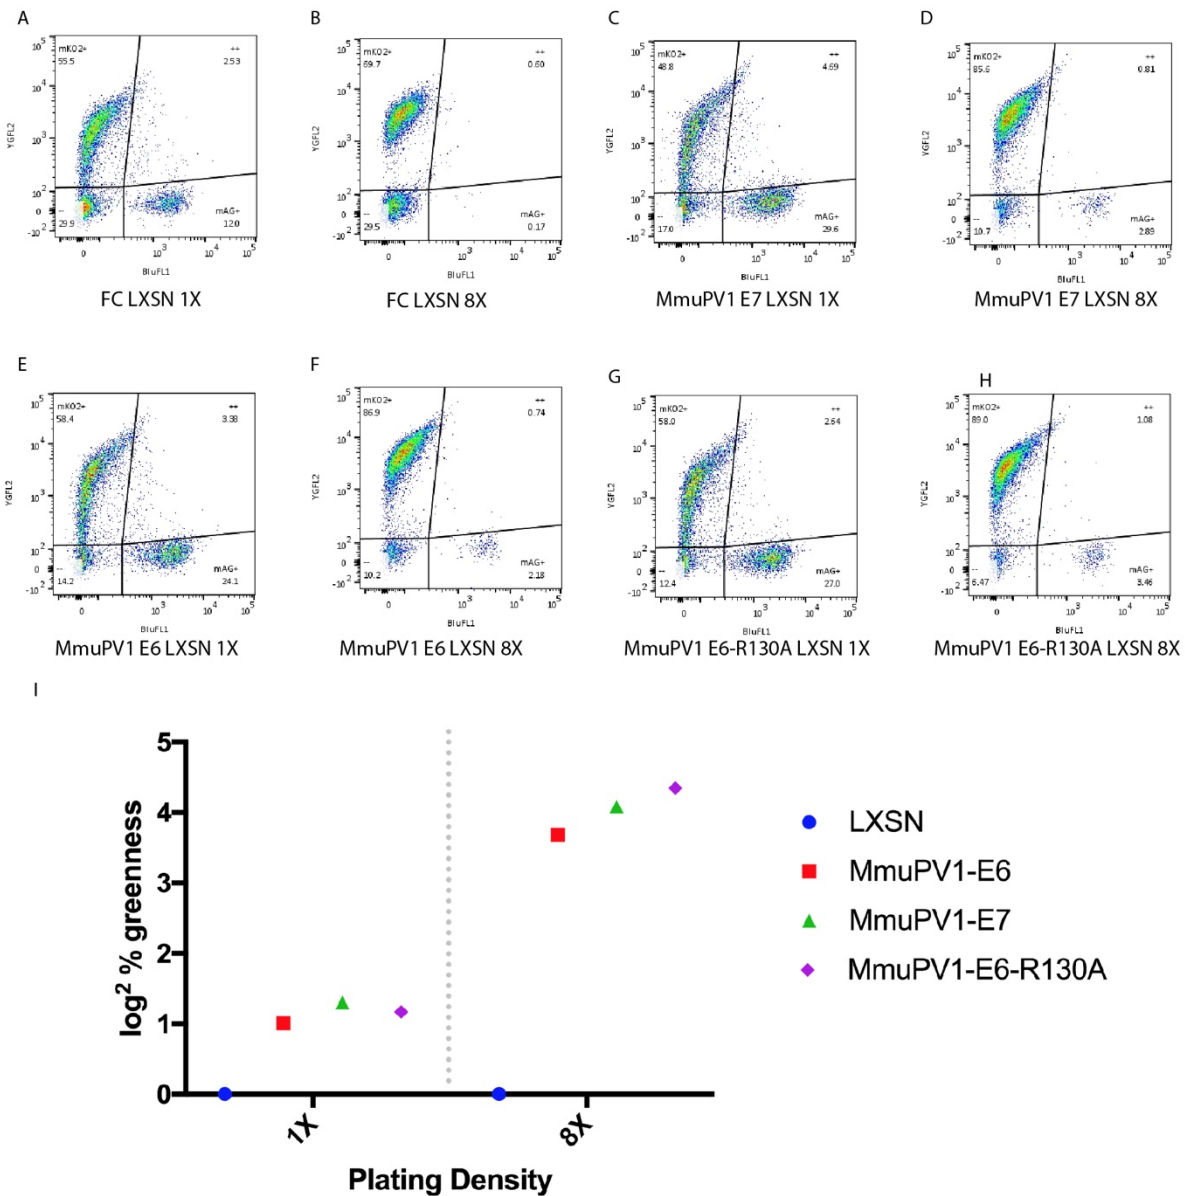 A
B
C
D
mKO2+
55.5
++
2.53
--
29.9
mAG+
12.0
YGFL2
BluFL1
FC LXSN 1X
mKO2+
69.7
++
0.60
--
29.5
mAG+
0.17
YGFL2
BluFL1
FC LXSN 8X
mKO2+
48.8
++
4.69
--
17.0
mAG+
29.6
YGFL2
BluFL1
MmuPV1 E7 LXSN 1X
mKO2+
85.6
++
0.81
--
10.7
mAG+
2.89
YGFL2
BluFL1
MmuPV1 E7 LXSN 8X
E
F
G
H
mKO2+
58.4
++
3.38
--
14.2
mAG+
24.1
YGFL2
BluFL1
MmuPV1 E6 LXSN 1X
mKO2+
86.9
++
0.74
--
10.2
mAG+
2.18
YGFL2
BluFL1
MmuPV1 E6 LXSN 8X
mKO2+
58.0
++
2.64
--
12.4
mAG+
27.0
YGFL2
BluFL1
MmuPV1 E6-R130A LXSN 1X
mKO2+
89.0
++
1.08
--
6.47
mAG+
3.46
YGFL2
BluFL1
MmuPV1 E6-R130A LXSN 8X
I
log² % greenness
5
4
3
2
1
0
1X
8X
Plating Density
LXSN
MmuPV1-E6
MmuPV1-E7
MmuPV1-E6-R130A